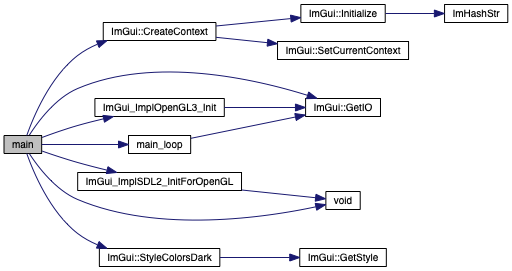 ImGui::Initialize
ImHashStr
ImGui::CreateContext
ImGui::SetCurrentContext
ImGui_ImplOpenGL3_Init
ImGui::GetIO
main
main_loop
ImGui_ImplSDL2_InitForOpenGL
void
ImGui::StyleColorsDark
ImGui::GetStyle